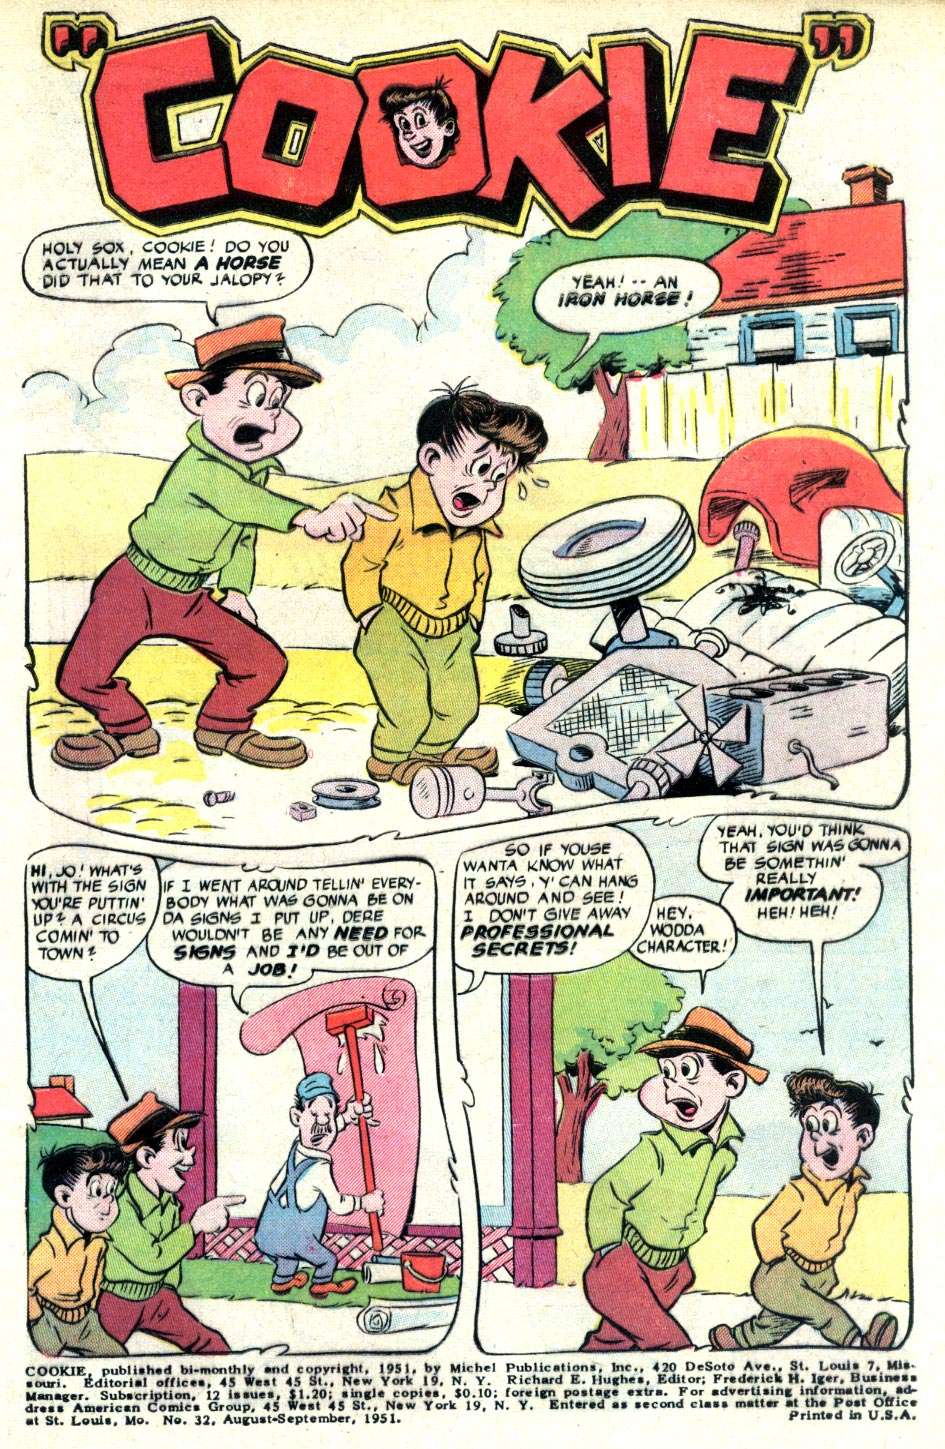 "COOKIE"
HOLY SOX, COOKIE! DO YOU
ACTUALLY MEAN A HORSE
DID THAT TO YOUR JALOPY?
YEAH! -- AN
IRON HORSE!
HI, JO! WHAT'S
WITH THE SIGN
YOU'RE PUTTIN'
UP? A CIRCUS
COMIN' TO
TOWN?
IF I WENT AROUND TELLIN' EVERY-
BODY WHAT WAS GONNA BE ON
DA SIGNS I PUT UP, DERE
WOULDN'T BE ANY NEED FOR
SIGNS AND I'D BE OUT OF
A JOB!
SO IF YOUSE
WANTA KNOW WHAT
IT SAYS, Y' CAN HANG
AROUND AND SEE!
I DON'T GIVE AWAY
PROFESSIONAL
SECRETS!
HEY,
WODDA
CHARACTER!
YEAH, YOU'D THINK
THAT SIGN WAS GONNA
BE SOMETHIN'
REALLY
IMPORTANT!
HEH! HEH!
COOKIE, published bi-monthly and copyright, 1951, by Michel Publications, Inc., 420 DeSoto Ave., St. Louis 7, Mis-
souri. Editorial offices, 45 West 45 St., New York 19, N. Y. Richard E. Hughes, Editor; Frederick H. Iger, Business
Manager. Subscription, 12 issues, $1.20; single copies, $0.10; foreign postage extra. For advertising information, ad-
dress American Comics Group, 45 West 45 St., New York 19, N. Y. Entered as second class matter at the Post Office
at St. Louis, Mo. No. 32, August-September, 1951. Printed in U.S.A.